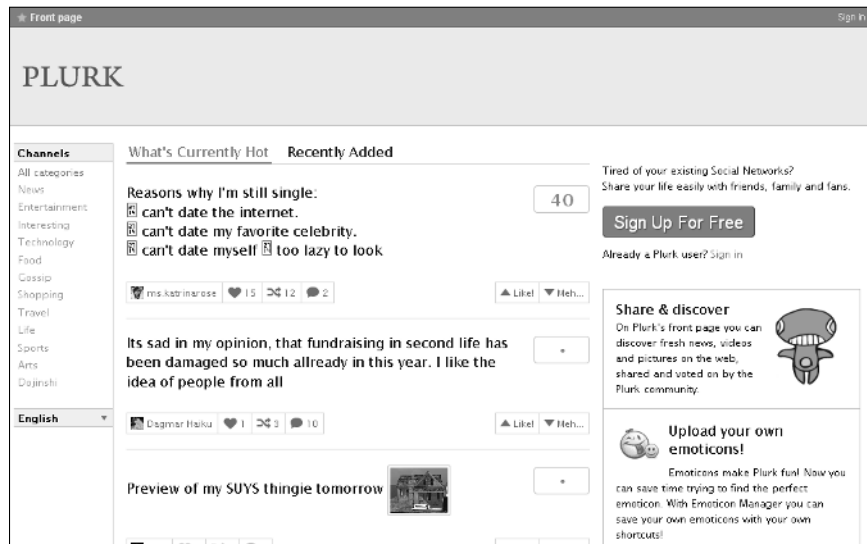 Front page
Sign in
PLURK
Channels
All categories
News
Entertainment
Interesting
Technology
Food
Gossip
Shopping
Travel
Life
Sports
Arts
Dojinshi
English
What's Currently Hot Recently Added
Reasons why I'm still single:
can't date the internet.
can't date my favorite celebrity.
can't date myself too lazy to look
40
ms.katrinarose 15 12 2
Like! Meh...
Its sad in my opinion, that fundraising in second life has
been damaged so much allready in this year. I like the
idea of people from all
Dagmar Haiku 1 3 10
Like! Meh...
Preview of my SUYS thingie tomorrow
Tired of your existing Social Networks?
Share your life easily with friends, family and fans.
Sign Up For Free
Already a Plurk user? Sign in
Share & discover
On Plurk's front page you can
discover fresh news, videos
and pictures on the web,
shared and voted on by the
Plurk community.
Upload your own
emoticons!
Emoticons make Plurk fun! Now you
can save time trying to find the perfect
emoticon. With Emoticon Manager you can
save your own emoticons with your own
shortcuts!